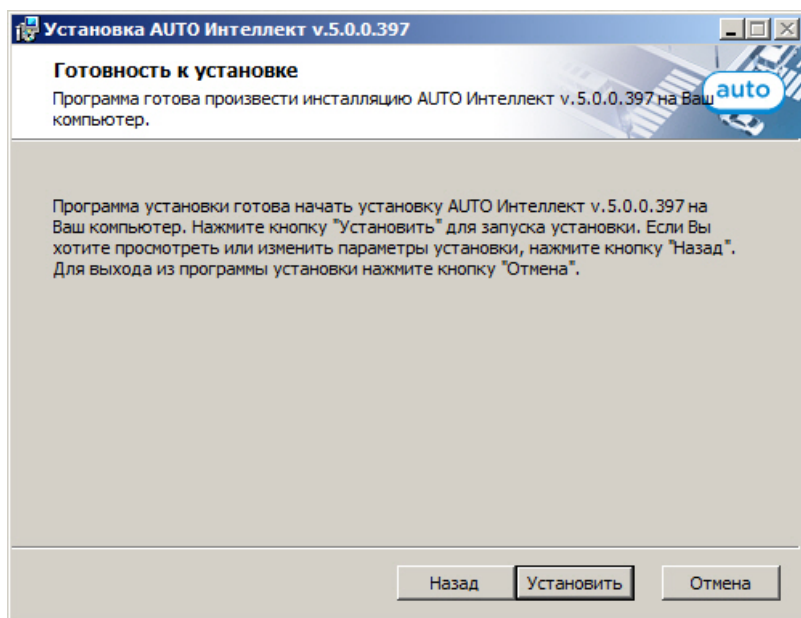 Установка AUTO Интеллект v.5.0.0.397
Готовность к установке
Программа готова произвести инсталляцию AUTO Интеллект v.5.0.0.397 на Ваш
компьютер.
auto
Программа установки готова начать установку AUTO Интеллект v.5.0.0.397 на
Ваш компьютер. Нажмите кнопку "Установить" для запуска установки. Если Вы
хотите просмотреть или изменить параметры установки, нажмите кнопку "Назад".
Для выхода из программы установки нажмите кнопку "Отмена".
Назад
Установить
Отмена